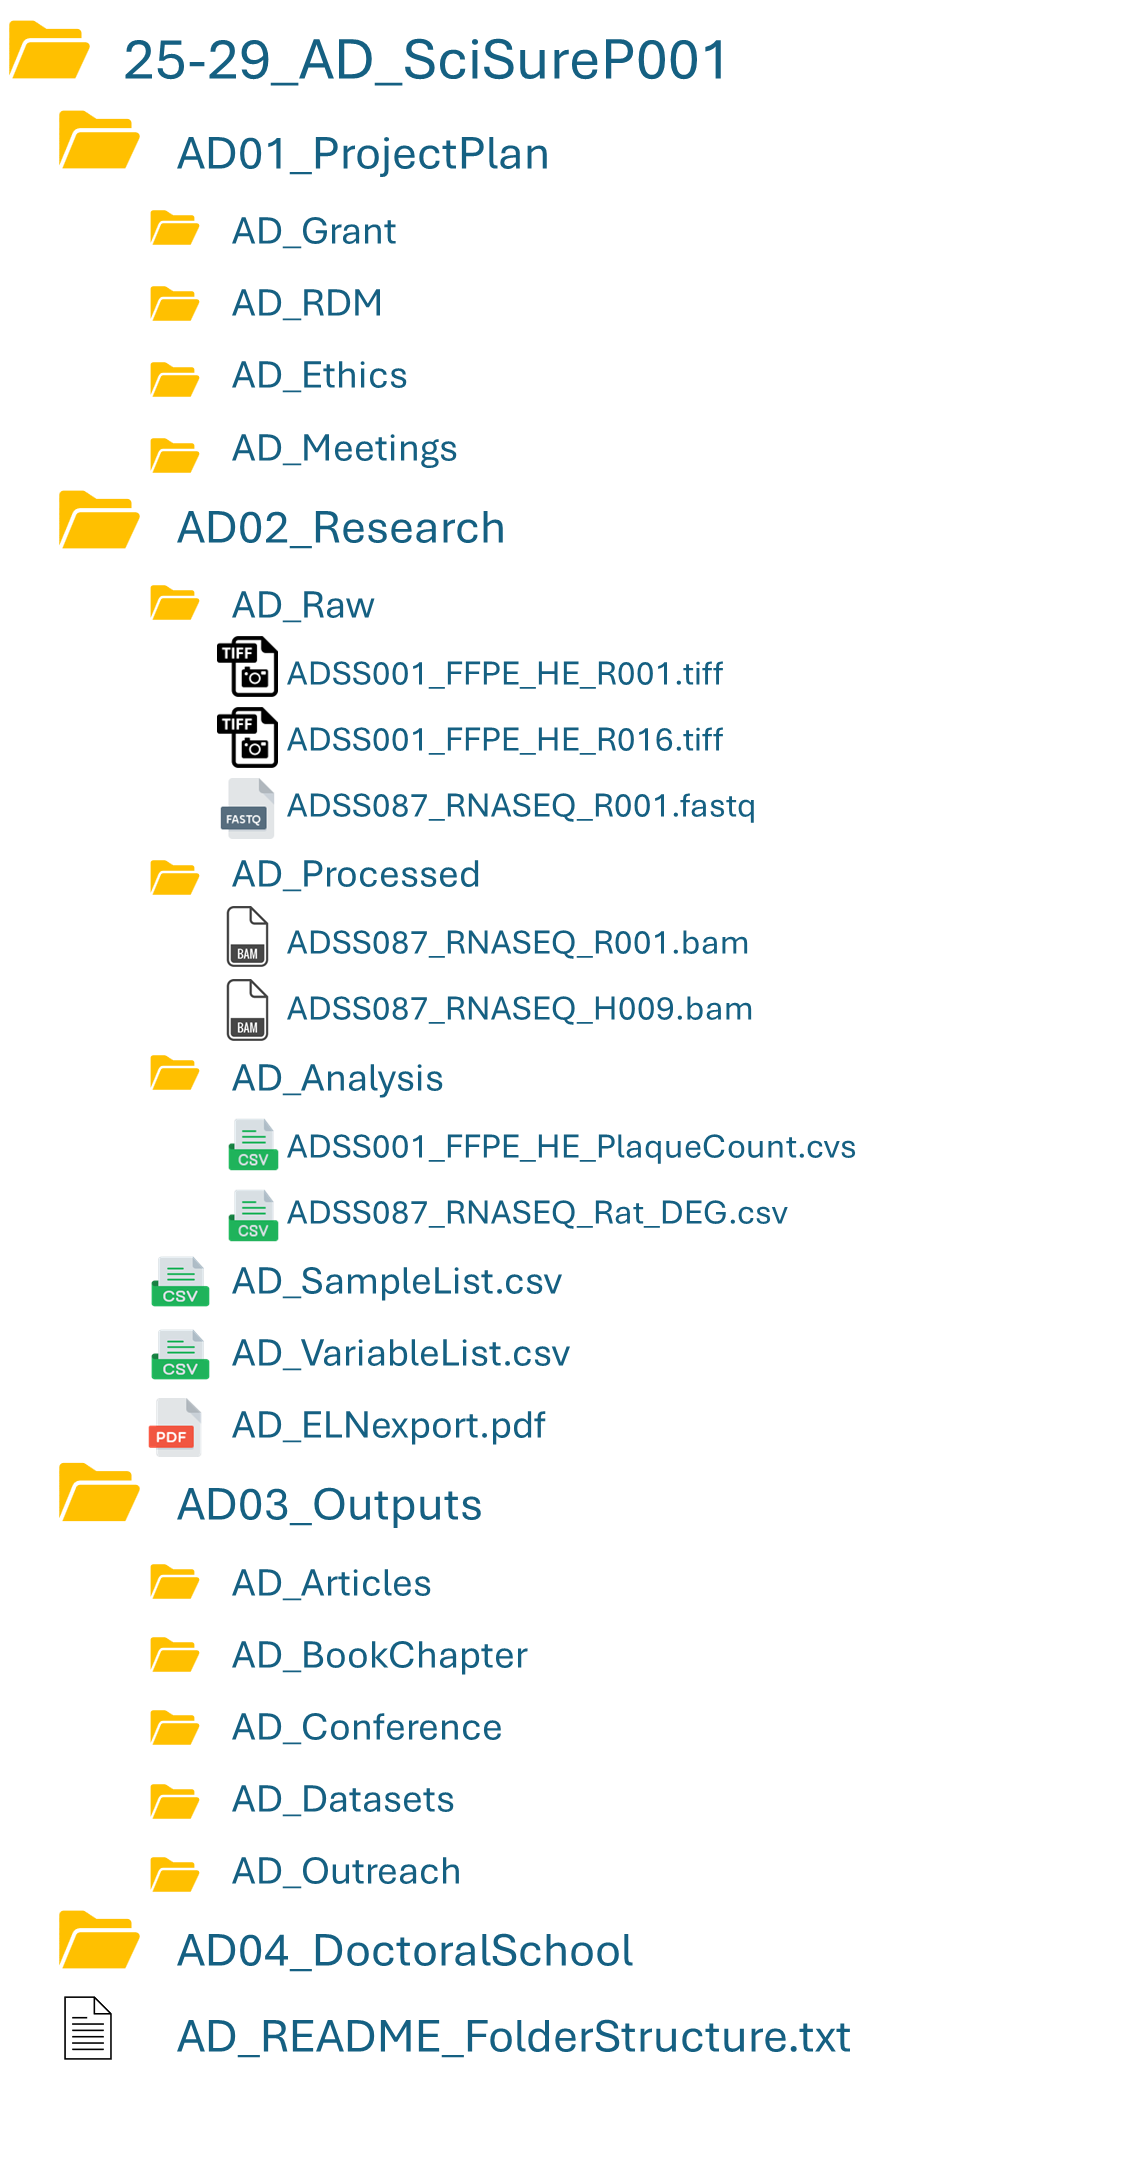 25-29_AD_SciSureP001
AD01_ProjectPlan
AD_Grant
AD_RDM
AD_Ethics
AD_Meetings
AD02_Research
AD_Raw
TIFF ADSS001_FFPE_HE_R001.tiff
TIFF ADSS001_FFPE_HE_R016.tiff
FASTQ ADSS087_RNASEQ_R001.fastq
AD_Processed
BAM ADSS087_RNASEQ_R001.bam
BAM ADSS087_RNASEQ_H009.bam
AD_Analysis
CSV ADSS001_FFPE_HE_PlaqueCount.cvs
CSV ADSS087_RNASEQ_Rat_DEG.csv
CSV AD_SampleList.csv
CSV AD_VariableList.csv
PDF AD_ELNexport.pdf
AD03_Outputs
AD_Articles
AD_BookChapter
AD_Conference
AD_Datasets
AD_Outreach
AD04_DoctoralSchool
AD_README_FolderStructure.txt